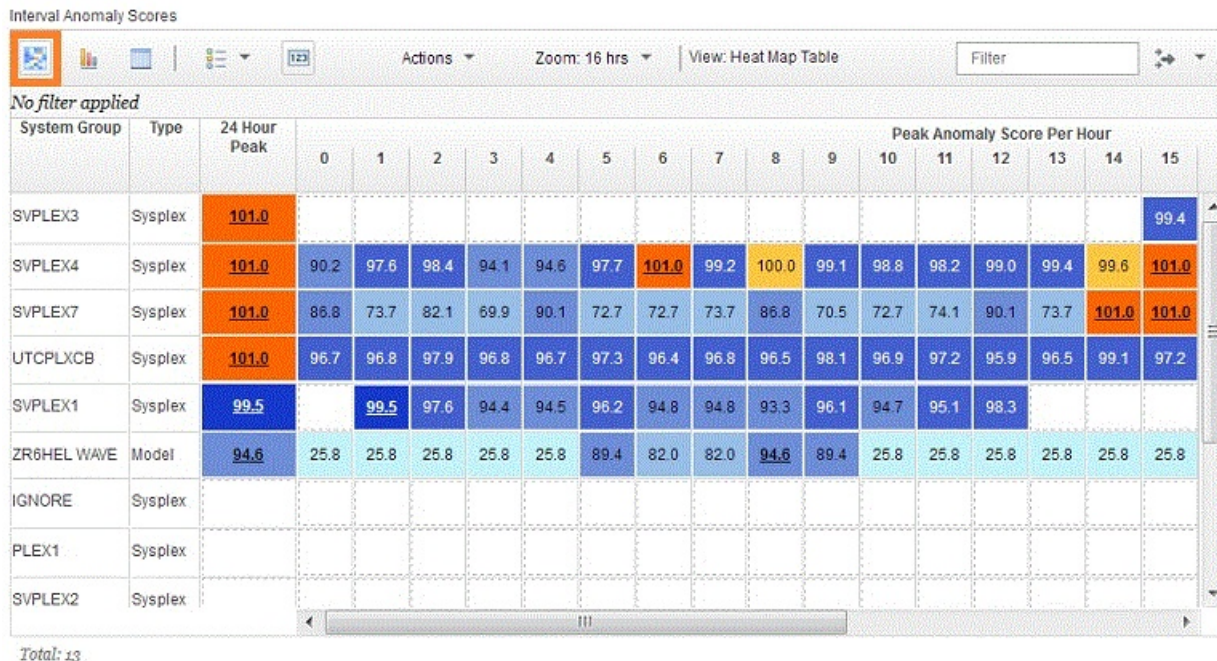 Interval Anomaly Scores
123 Actions Zoom: 16 hrs View: Heat Map Table Filter
No filter applied
System Group Type 24 Hour Peak Peak Anomaly Score Per Hour
0 1 2 3 4 5 6 7 8 9 10 11 12 13 14 15
SVPLEX3 Sysplex 101.0 99.4
SVPLEX4 Sysplex 101.0 90.2 97.6 98.4 94.1 94.6 97.7 101.0 99.2 100.0 99.1 98.8 98.2 99.0 99.4 99.6 101.0
SVPLEX7 Sysplex 101.0 86.8 73.7 82.1 69.9 90.1 72.7 72.7 73.7 86.8 70.5 72.7 74.1 90.1 73.7 101.0 101.0
UTCPLXCB Sysplex 101.0 96.7 96.8 97.9 96.8 96.7 97.3 96.4 96.8 96.5 98.1 96.9 97.2 95.9 96.5 99.1 97.2
SVPLEX1 Sysplex 99.5 99.5 97.6 94.4 94.5 96.2 94.8 94.8 93.3 96.1 94.7 95.1 98.3
ZR6HEL WAVE Model 94.6 25.8 25.8 25.8 25.8 25.8 89.4 82.0 82.0 94.6 89.4 25.8 25.8 25.8 25.8 25.8 25.8
IGNORE Sysplex
PLEX1 Sysplex
SVPLEX2 Sysplex
Total: 13